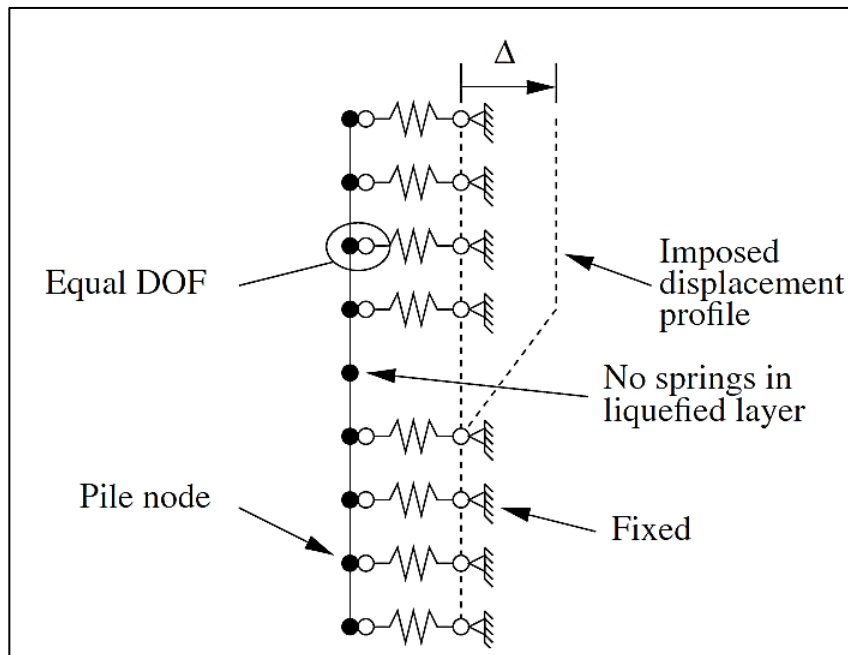 Δ
Equal DOF
Imposed
displacement
profile
No springs in
liquefied layer
Pile node
Fixed